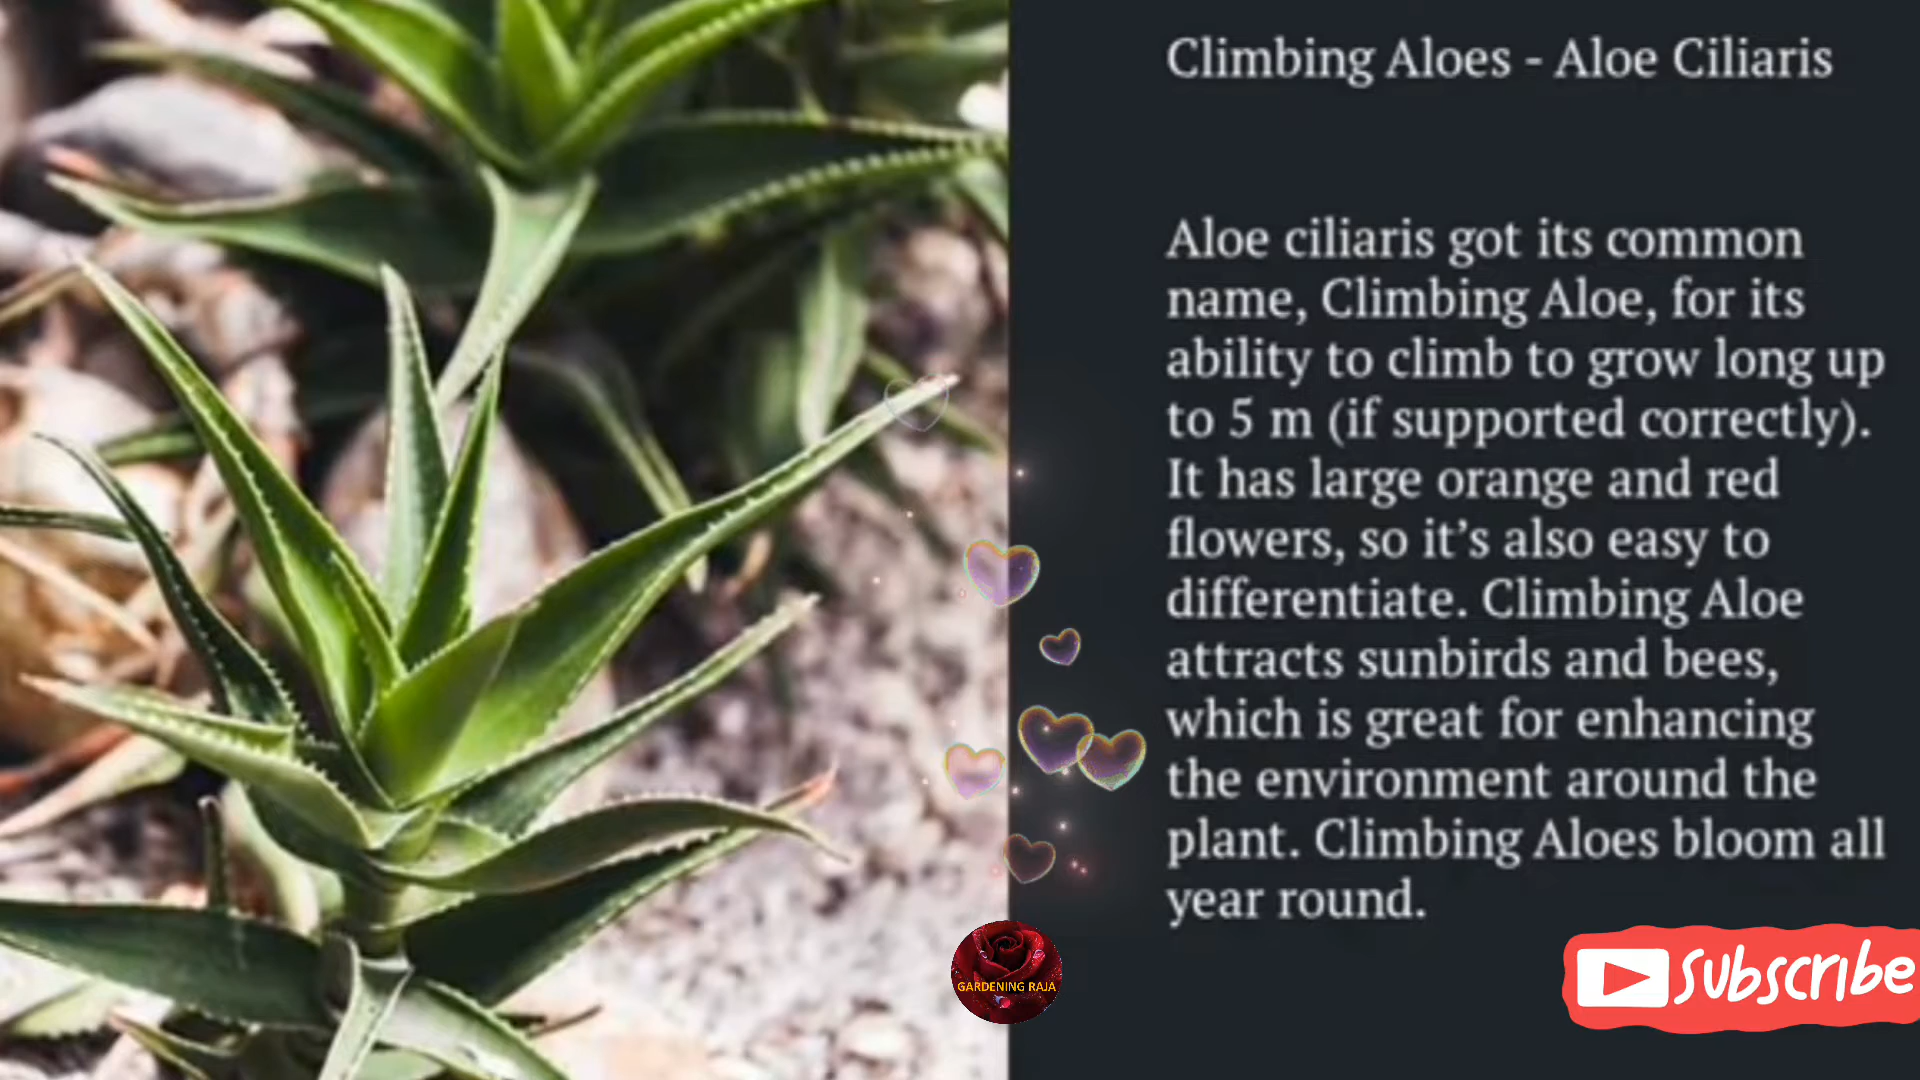 Climbing Aloes - Aloe Ciliaris
Aloe ciliaris got its common
name, Climbing Aloe, for its
ability to climb to grow long up
to 5 m (if supported correctly).
It has large orange and red
flowers, so it’s also easy to
differentiate. Climbing Aloe
attracts sunbirds and bees,
which is great for enhancing
the environment around the
plant. Climbing Aloes bloom all
year round.
GARDENING RAJA
Subscribe